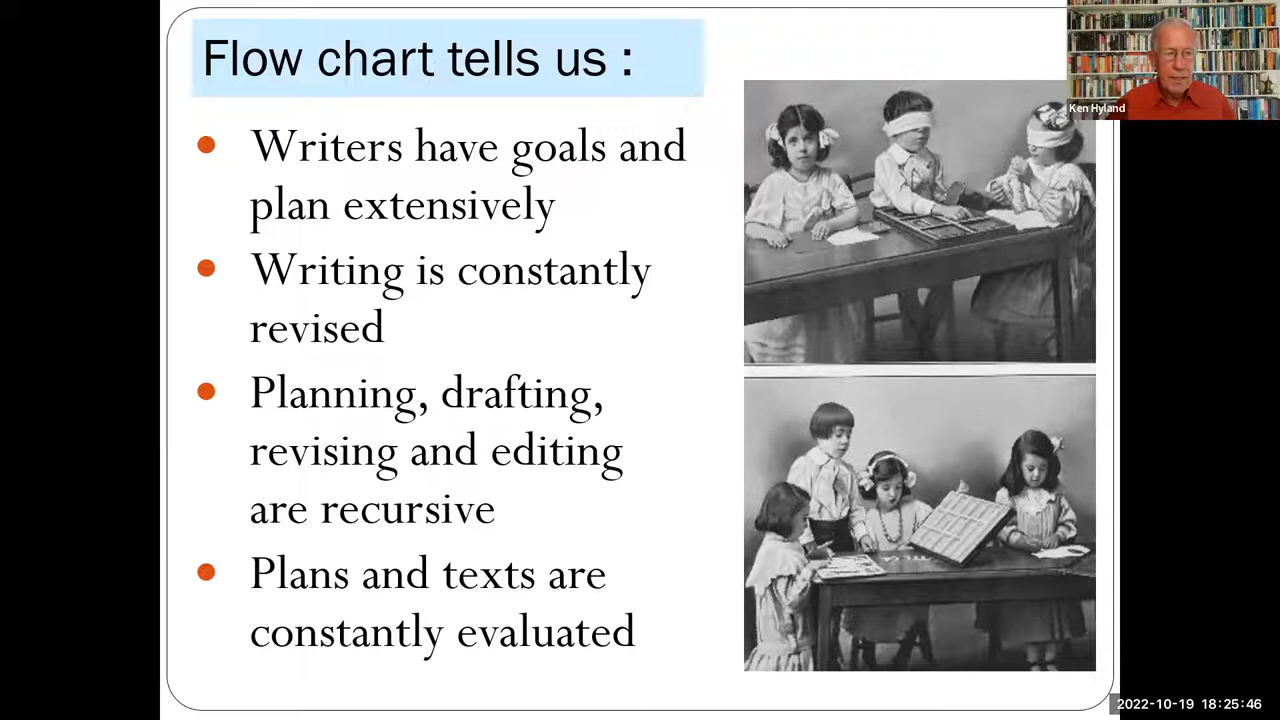 Flow chart tells us :
Writers have goals and
plan extensively
Writing is constantly
revised
Planning, drafting,
revising and editing
are recursive
Plans and texts are
constantly evaluated
Ken Hyland
2022-10-19 18:25:46